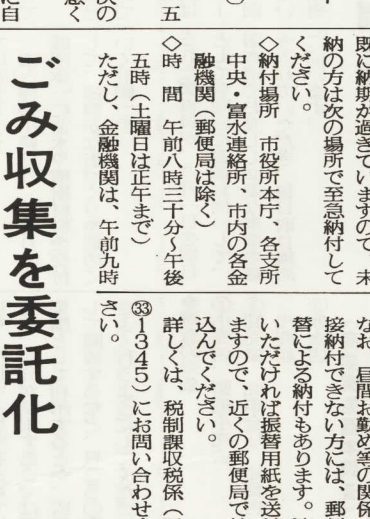 既に納期が過ぎていますので、未
納の方は次の場所で至急納付して
ください。
◇納付場所　市役所本庁、各支所
中央・富水連絡所、市内の各金
融機関（郵便局は除く）
◇時　間　午前八時三十分〜午後
五時（土曜日は正午まで）
ただし、金融機関は、午前九時
なお、昼間お勤め等の関係
接納付できない方には、郵
替による納付もあります。
いただければ振替用紙を送
ますので、近くの郵便局で
込んでください。
詳しくは、税制課収税係（
㉝1345）にお問い合わせ
さい。
ごみ収集を委託化
次の
急く
五
に自